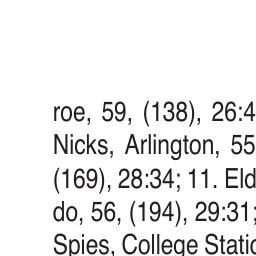 roe, 59, (138), 26:4
Nicks, Arlington, 55
(169), 28:34; 11. Eld
do, 56, (194), 29:31;
Spies, College Static